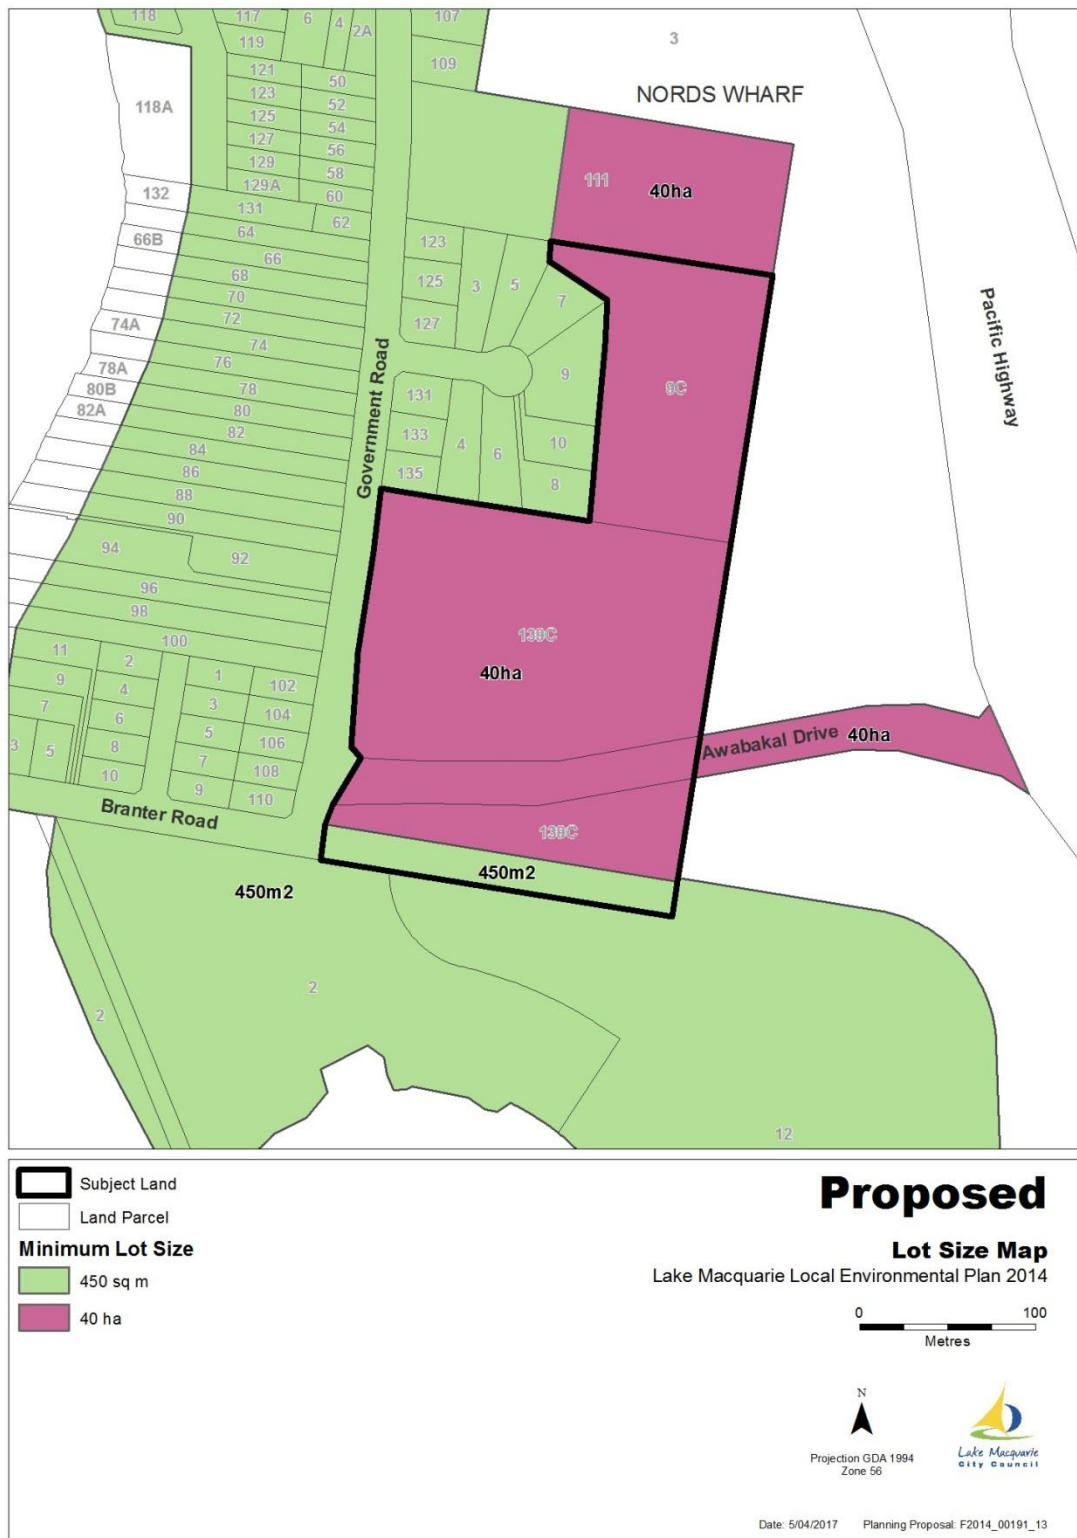 118
117
6
4
2A
107
3
119
109
NORDS WHARF
121
50
123
52
118A
125
54
127
56
129
58
111
40ha
132
129A
60
131
62
66B
64
123
66
68
125
3
5
7
70
74A
72
127
74
78A
76
9
9C
80B
78
131
82A
80
82
133
10
84
4
6
86
135
8
88
90
94
92
96
98
100
139C
11
2
1
102
40ha
9
4
3
104
7
6
5
106
3
5
8
7
108
10
9
110
Government Road
Pacific Highway
Awabakal Drive
40ha
Branter Road
139C
450m2
450m2
2
2
12
Subject Land
Land Parcel
Minimum Lot Size
450 sq m
40 ha
Proposed
Lot Size Map
Lake Macquarie Local Environmental Plan 2014
0 100
Metres
N
Projection GDA 1994
Zone 56
Lake Macquarie
City Council
Date: 5/04/2017 Planning Proposal: F2014_00191_13